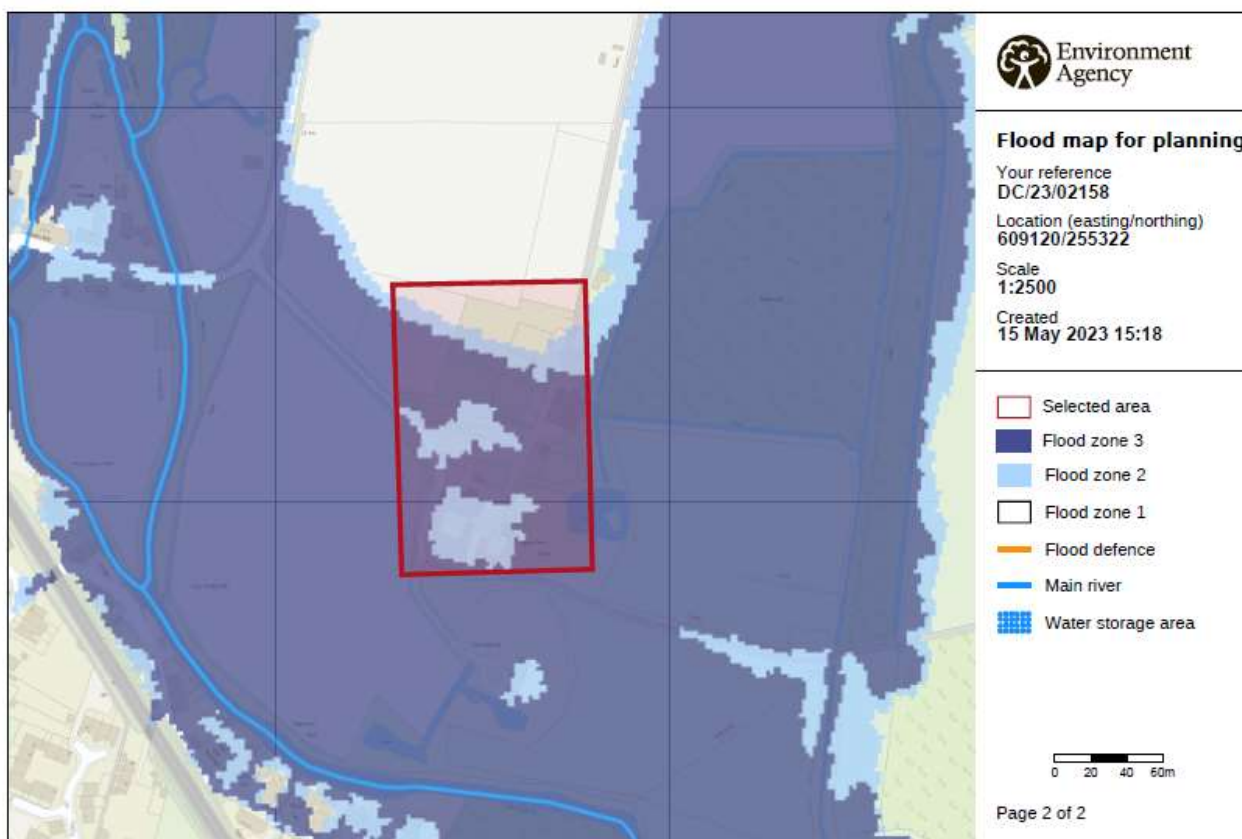 Environment
Agency
Flood map for planning
Your reference
DC/23/02158
Location (easting/northing)
609120/255322
Scale
1:2500
Created
15 May 2023 15:18
Selected area
Flood zone 3
Flood zone 2
Flood zone 1
Flood defence
Main river
Water storage area
0 20 40 60m
Page 2 of 2